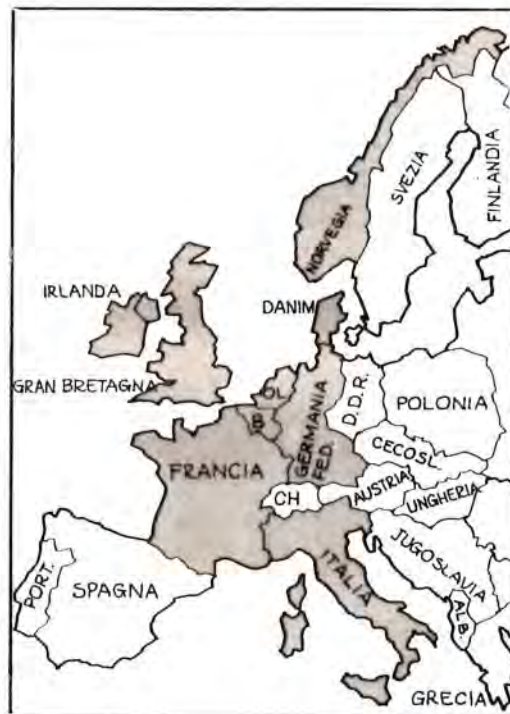 SVEZIA
FINLANDIA
NORVEGIA
IRLANDA
DANIM
GRAN BRETAGNA
OL
D.D.R.
POLONIA
B
GERMANIA
FED.
CECOSL.
FRANCIA
CH
AUSTRIA
UNGHERIA
JUGOSLAVIA
PORT.
SPAGNA
ITALIA
ALB.
GRECIA